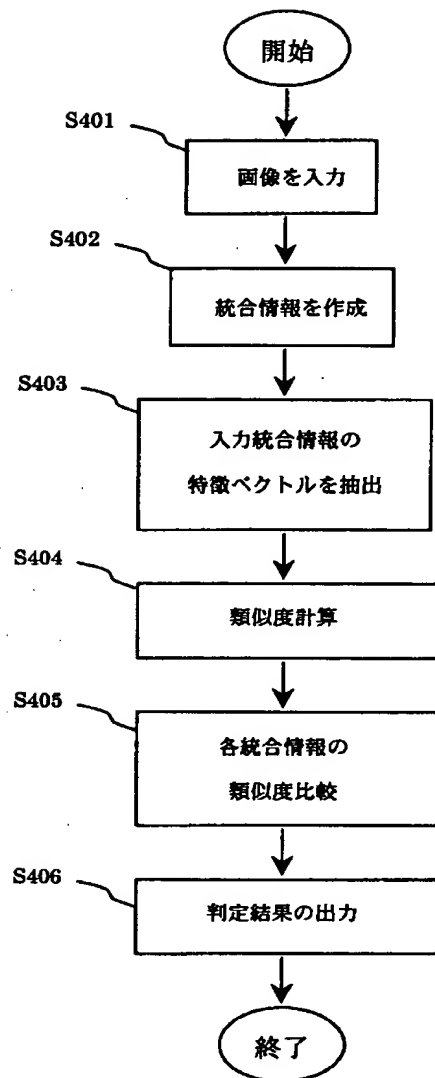 開始
S401
画像を入力
S402
統合情報を作成
S403
入力統合情報の
特徴ベクトルを抽出
S404
類似度計算
S405
各統合情報の
類似度比較
S406
判定結果の出力
終了